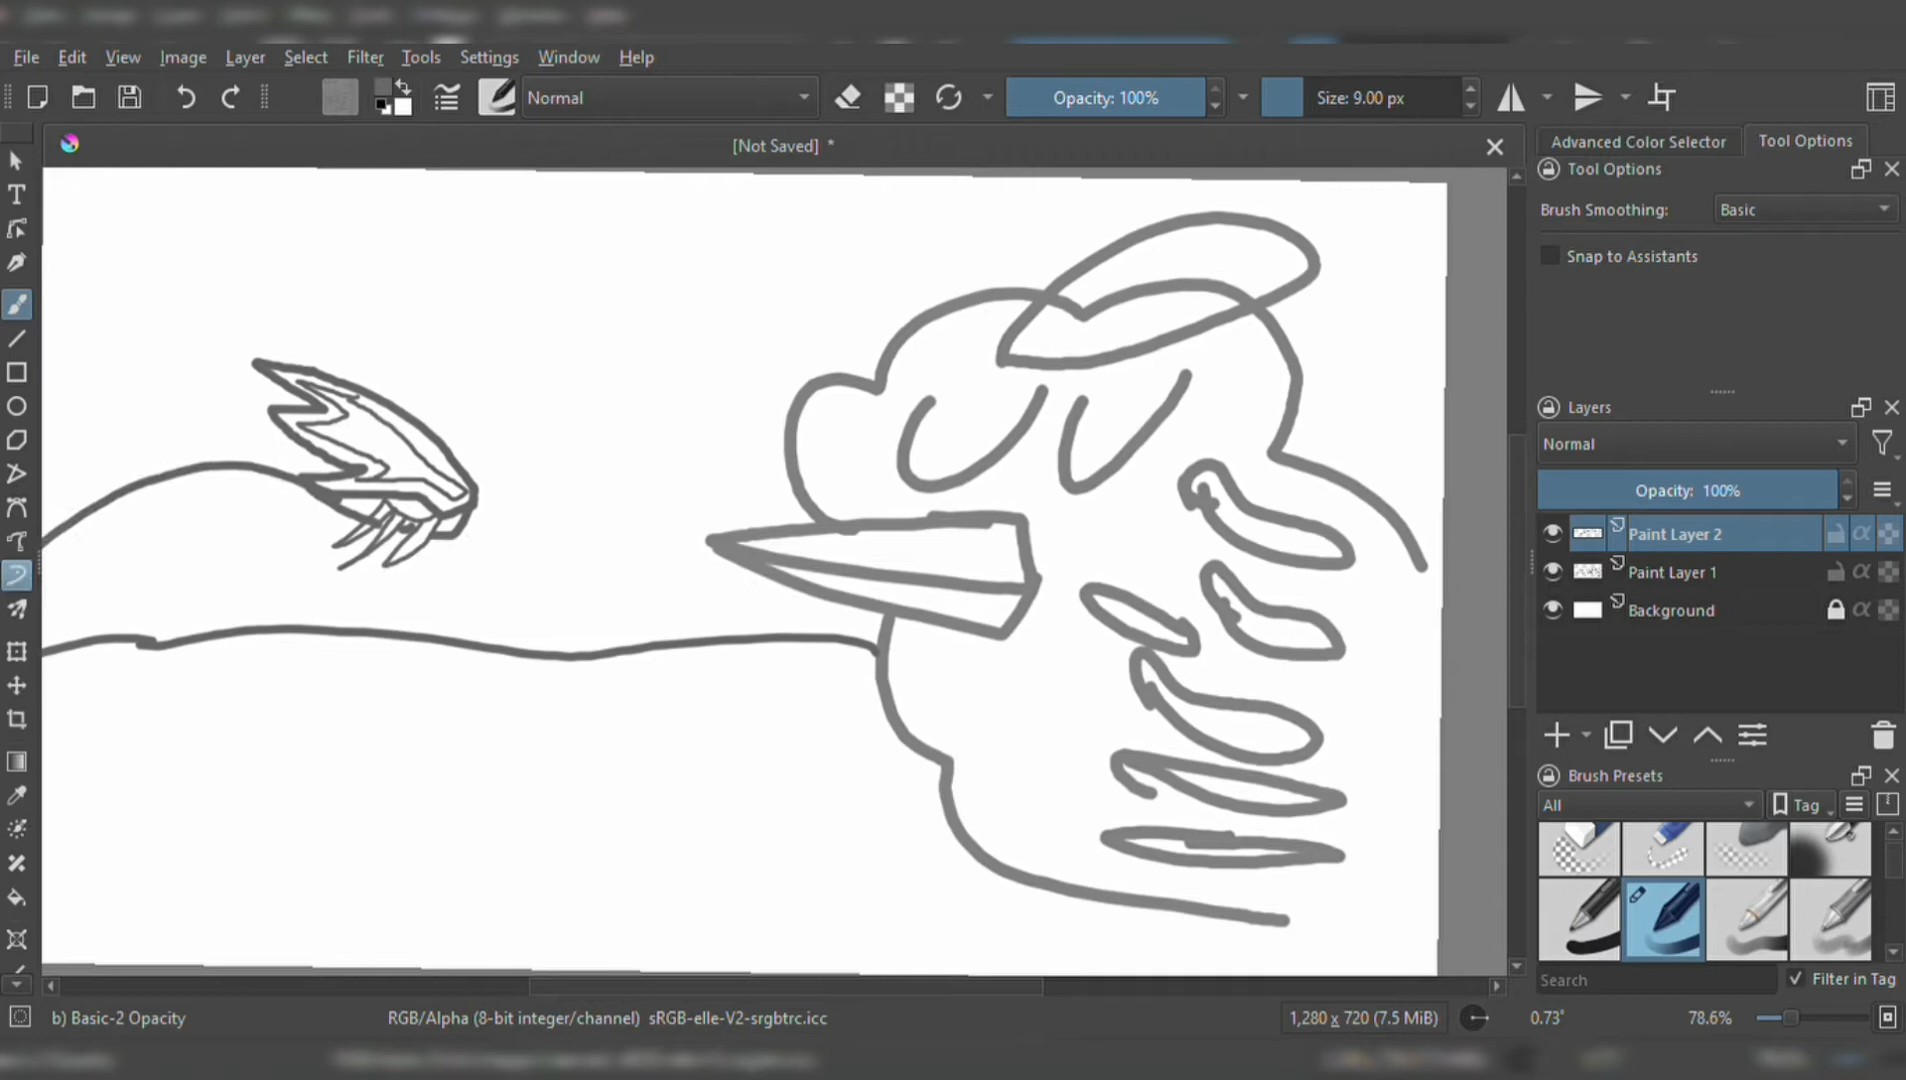 File Edit View Image Layer Select Filter Tools Settings Window Help
Normal Opacity: 100% Size: 9.00 px
[Not Saved] *
Advanced Color Selector Tool Options
Tool Options
Brush Smoothing: Basic
Snap to Assistants
Layers
Normal
Opacity: 100%
Paint Layer 2
Paint Layer 1
Background
Brush Presets
All Tag
Search Filter in Tag
b) Basic-2 Opacity RGB/Alpha (8-bit integer/channel) sRGB-elle-V2-srgbtrc.icc 1,280 x 720 (7.5 MiB) 0.73° 78.6%